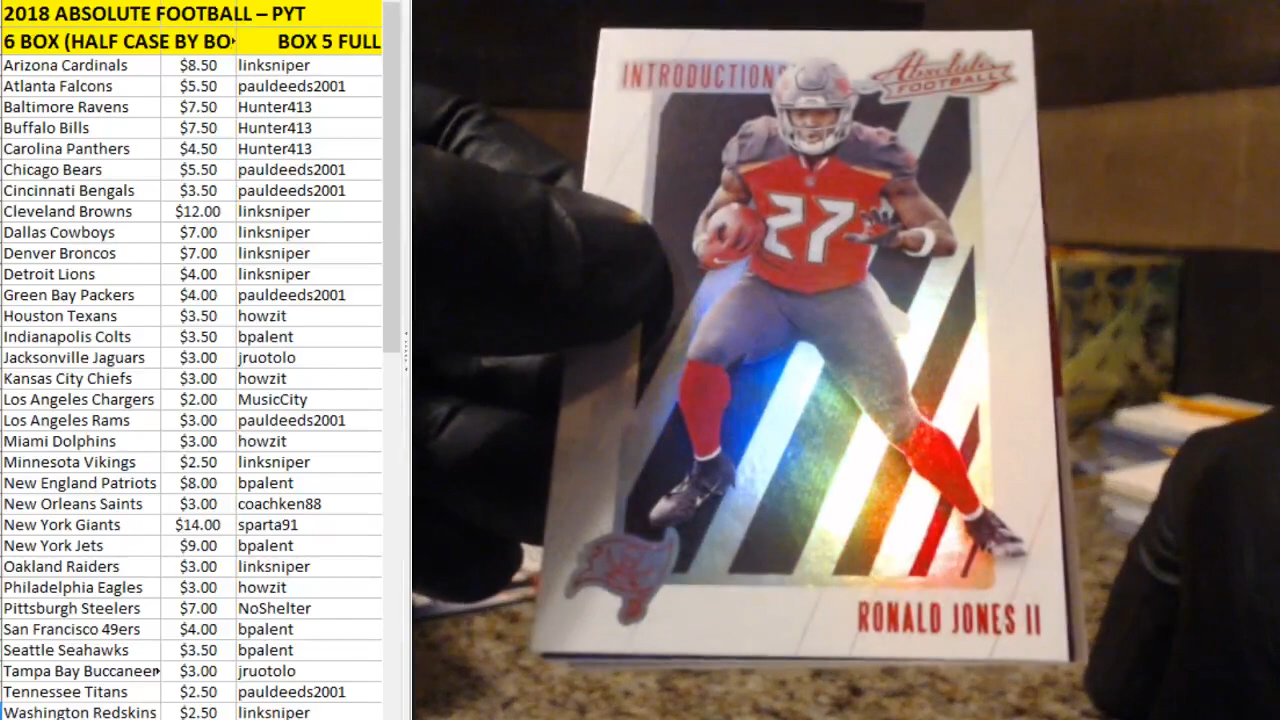 2018 ABSOLUTE FOOTBALL – PYT
6 BOX (HALF CASE BY BO BOX 5 FULL
Arizona Cardinals $8.50 linksniper
Atlanta Falcons $5.50 pauldeeds2001
Baltimore Ravens $7.50 Hunter413
Buffalo Bills $7.50 Hunter413
Carolina Panthers $4.50 Hunter413
Chicago Bears $5.50 pauldeeds2001
Cincinnati Bengals $3.50 pauldeeds2001
Cleveland Browns $12.00 linksniper
Dallas Cowboys $7.00 linksniper
Denver Broncos $7.00 linksniper
Detroit Lions $4.00 linksniper
Green Bay Packers $4.00 pauldeeds2001
Houston Texans $3.50 howzit
Indianapolis Colts $3.50 bpalent
Jacksonville Jaguars $3.00 jruotolo
Kansas City Chiefs $3.00 howzit
Los Angeles Chargers $2.00 MusicCity
Los Angeles Rams $3.00 pauldeeds2001
Miami Dolphins $3.00 howzit
Minnesota Vikings $2.50 linksniper
New England Patriots $8.00 bpalent
New Orleans Saints $3.00 coachken88
New York Giants $14.00 sparta91
New York Jets $9.00 bpalent
Oakland Raiders $3.00 linksniper
Philadelphia Eagles $3.00 howzit
Pittsburgh Steelers $7.00 NoShelter
San Francisco 49ers $4.00 bpalent
Seattle Seahawks $3.50 bpalent
Tampa Bay Buccaneer $3.00 jruotolo
Tennessee Titans $2.50 pauldeeds2001
Washington Redskins $2.50 linksniper
INTRODUCTIONS
Absolute
FOOTBALL
27
RONALD JONES II